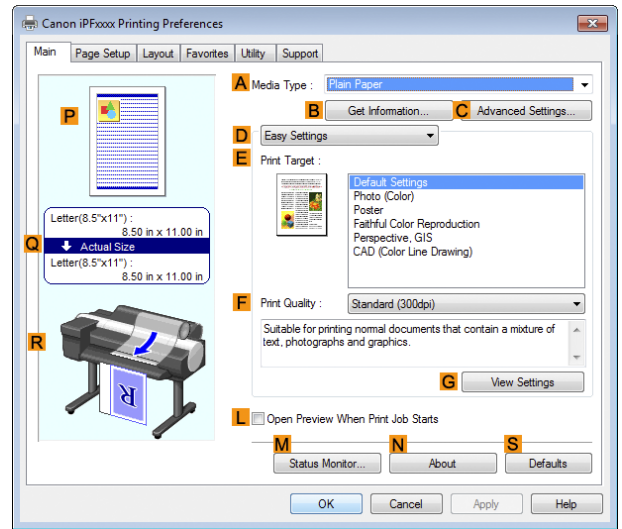 Canon iPFxxxx Printing Preferences
Main Page Setup Layout Favorites Utility Support
P
Letter(8.5"x11") :
8.50 in x 11.00 in
Q
Actual Size
Letter(8.5"x11") :
8.50 in x 11.00 in
R
R
A Media Type : Plain Paper
B Get Information... C Advanced Settings...
D Easy Settings
E Print Target :
Default Settings
Photo (Color)
Poster
Faithful Color Reproduction
Perspective, GIS
CAD (Color Line Drawing)
F Print Quality : Standard (300dpi)
Suitable for printing normal documents that contain a mixture of
text, photographs and graphics.
G View Settings
L Open Preview When Print Job Starts
M Status Monitor... N About S Defaults
OK Cancel Apply Help